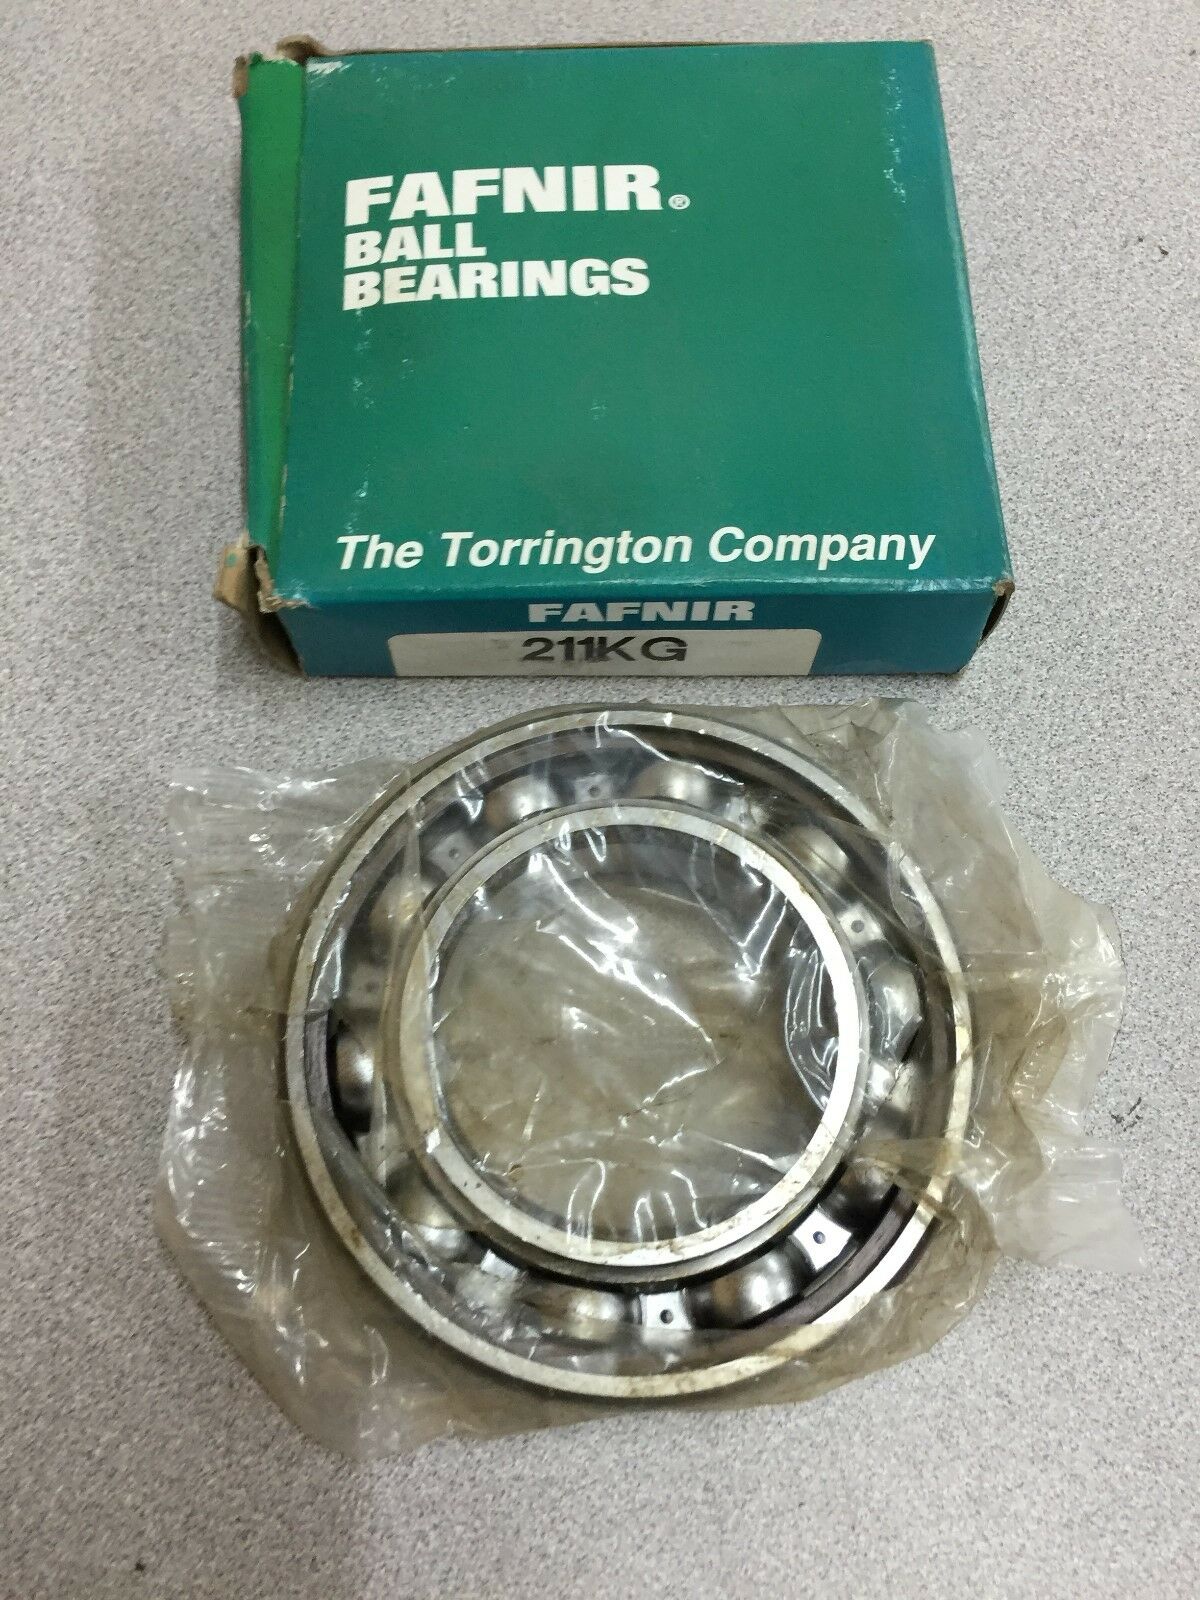 FAFNIR®
BALL
BEARINGS
The Torrington Company
FAFNIR
211KG